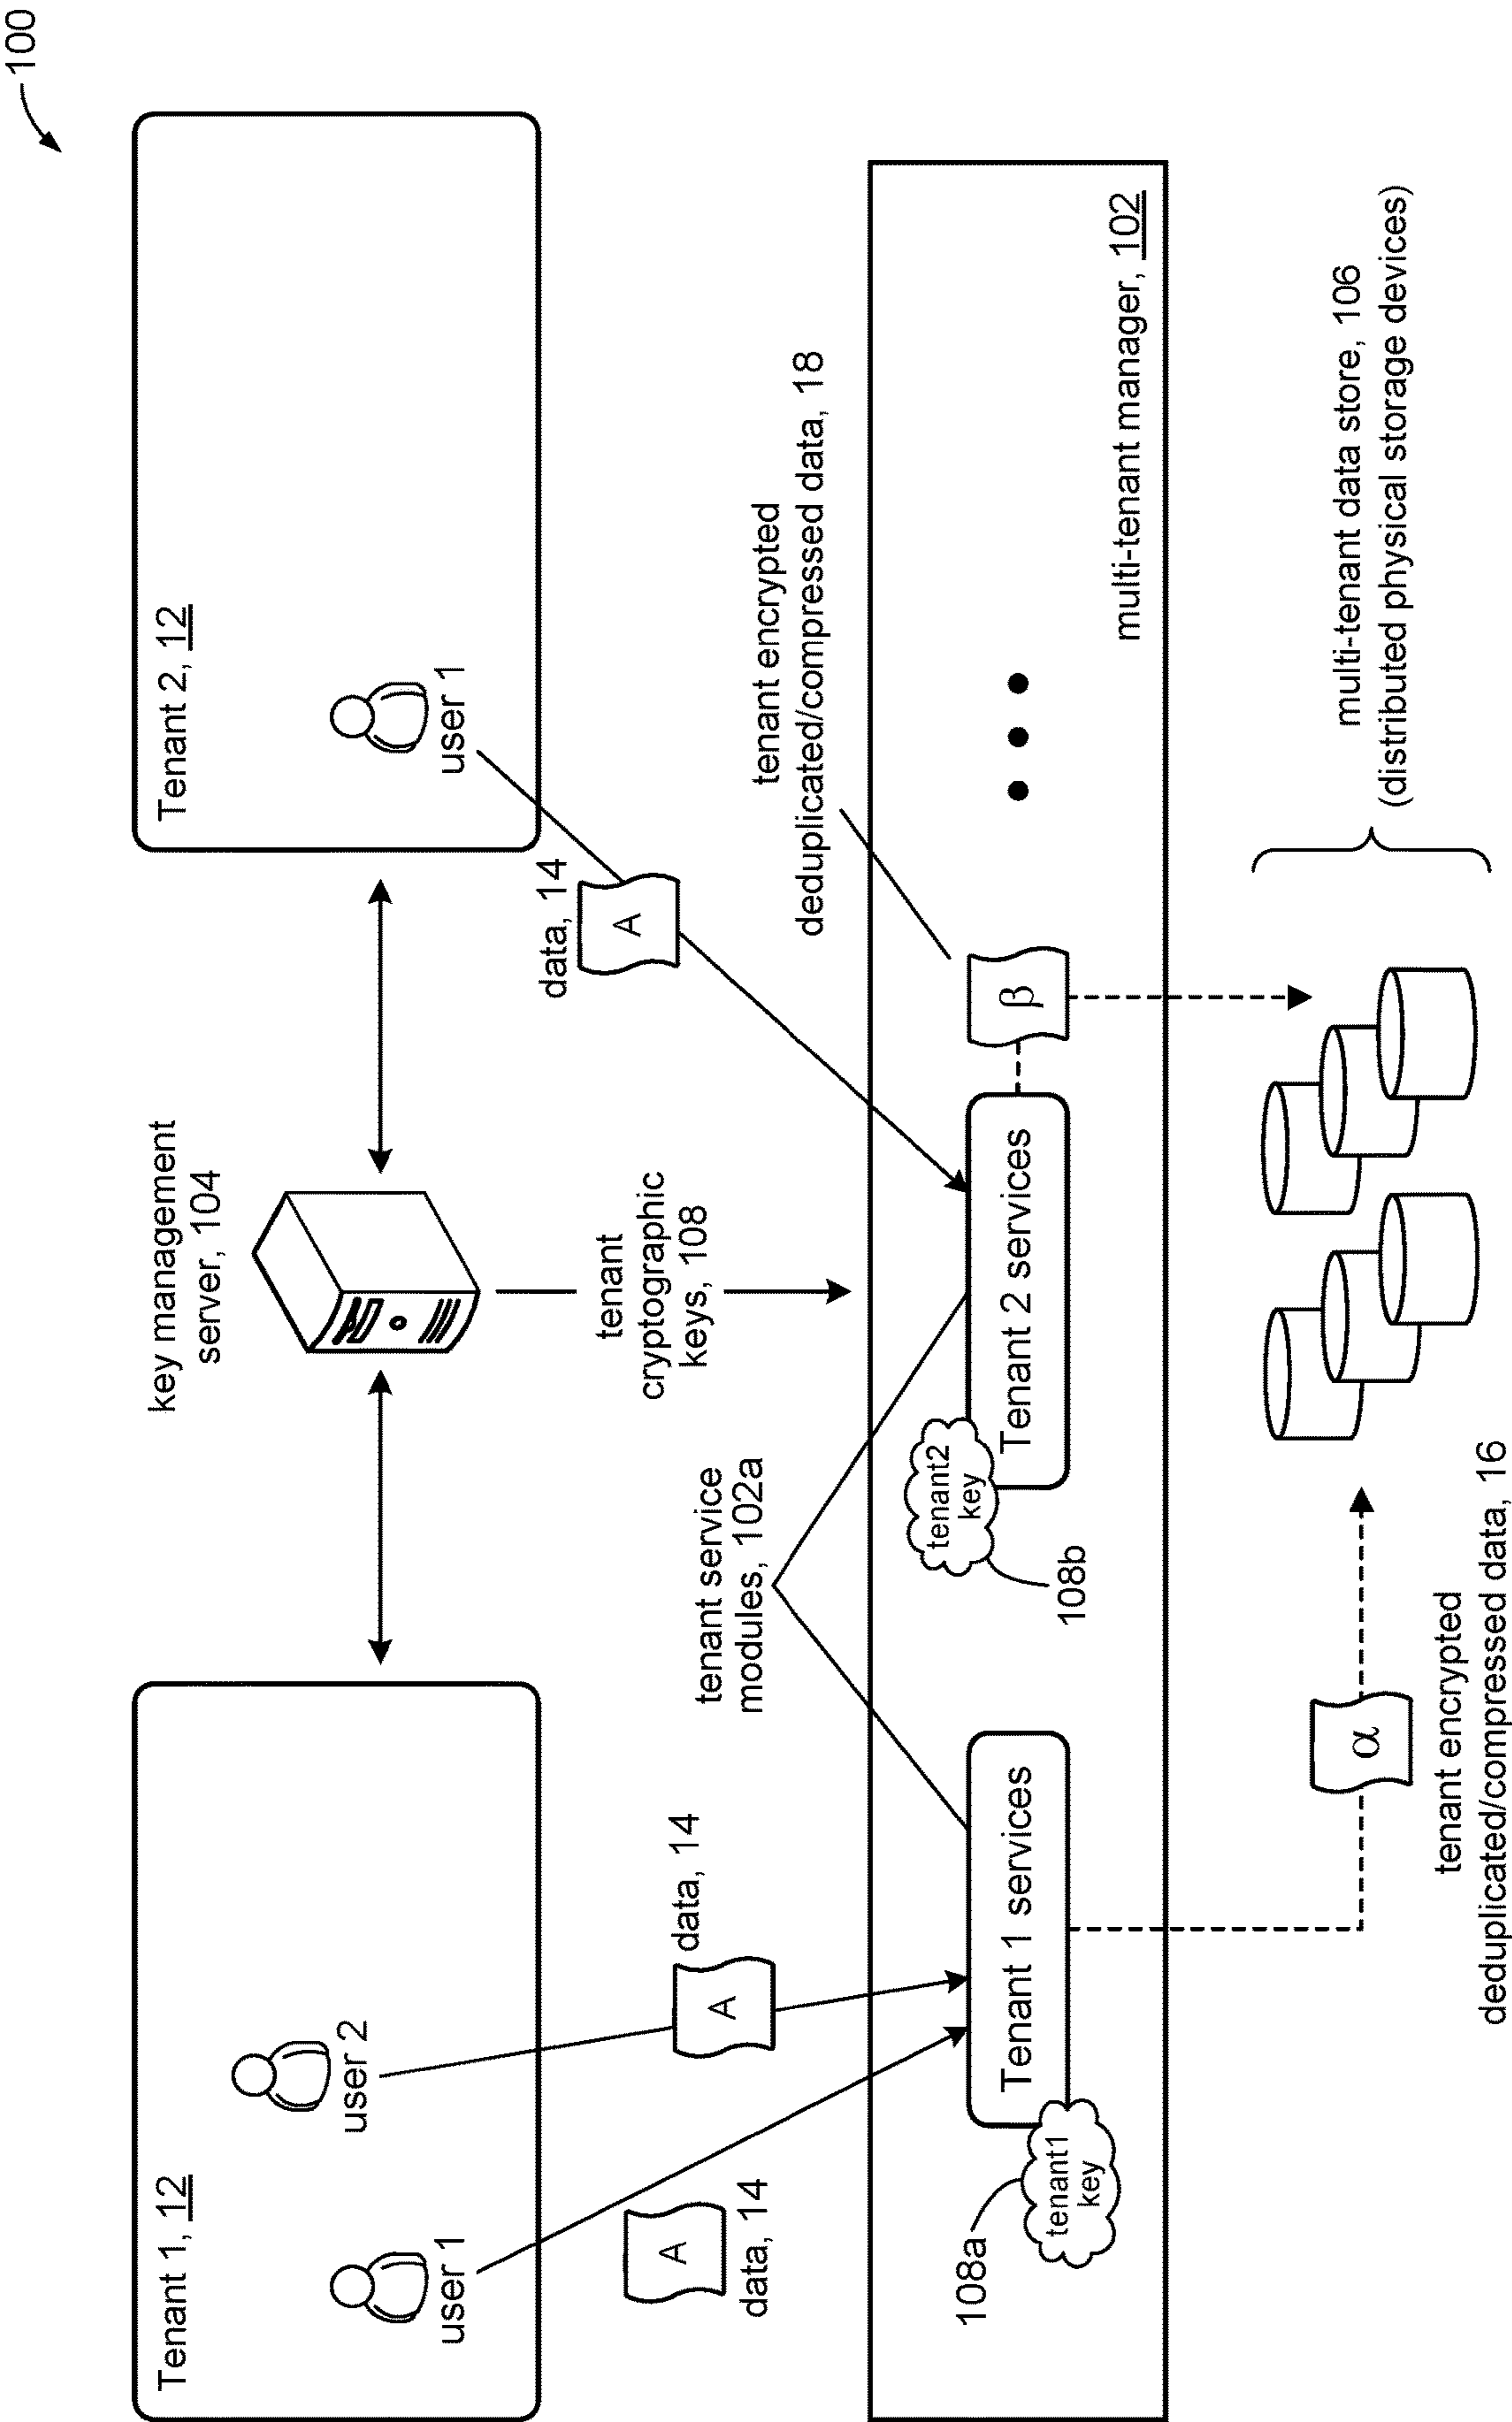 100
Tenant 1, 12
user 1
user 2
key management
server, 104
Tenant 2, 12
user 1
data, 14
A
A
data, 14
tenant
cryptographic
keys, 108
data, 14
A
tenant service
modules, 102a
tenant encrypted
deduplicated/compressed data, 18
108a
tenant1
key
Tenant 1 services
tenant2
key
108b
Tenant 2 services
β
multi-tenant manager, 102
α
tenant encrypted
deduplicated/compressed data, 16
multi-tenant data store, 106
(distributed physical storage devices)